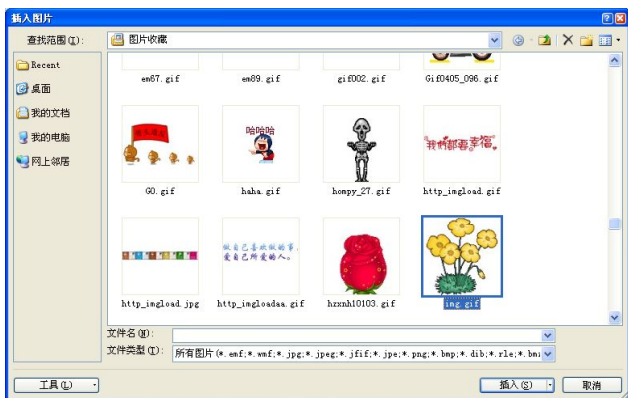 插入图片
查找范围(I):
图片收藏
Recent
桌面
我的文档
我的电脑
网上邻居
em67.gif
em89.gif
gif002.gif
Gif0405_096.gif
哈哈哈
我们都要幸福。
G0.gif
haha.gif
hompy_27.gif
http_imgload.gif
做自己喜欢做的事,
爱自己所爱的人。
http_imgload.jpg
http_imgloadaa.gif
hzxnh10103.gif
img.gif
文件名(N):
文件类型(T):
所有图片(*.emf;*.wmf;*.jpg;*.jpeg;*.jfif;*.jpe;*.png;*.bmp;*.dib;*.rle;*.bm
工具(L)
插入(S)
取消